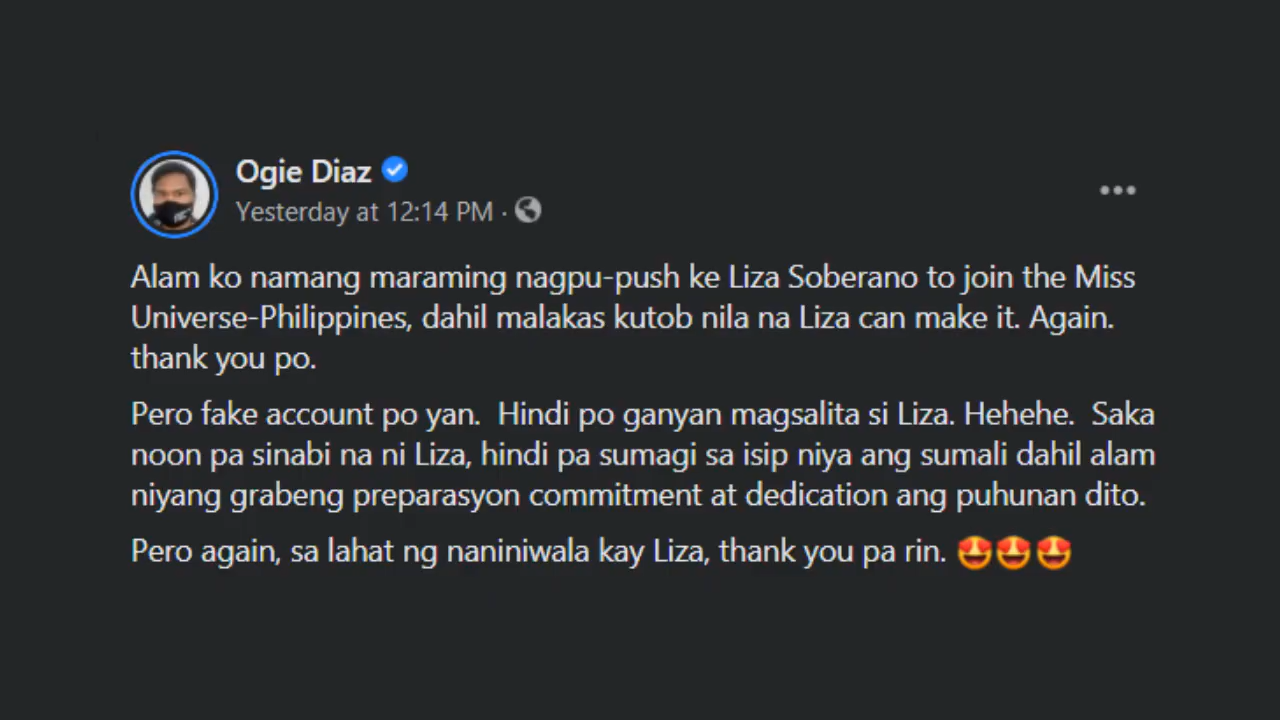 Ogie Diaz
Yesterday at 12:14 PM ·
Alam ko namang maraming nagpu-push ke Liza Soberano to join the Miss
Universe-Philippines, dahil malakas kutob nila na Liza can make it. Again.
thank you po.
Pero fake account po yan.  Hindi po ganyan magsalita si Liza. Hehehe.  Saka
noon pa sinabi na ni Liza, hindi pa sumagi sa isip niya ang sumali dahil alam
niyang grabeng preparasyon commitment at dedication ang puhunan dito.
Pero again, sa lahat ng naniniwala kay Liza, thank you pa rin. 🤩🤩🤩